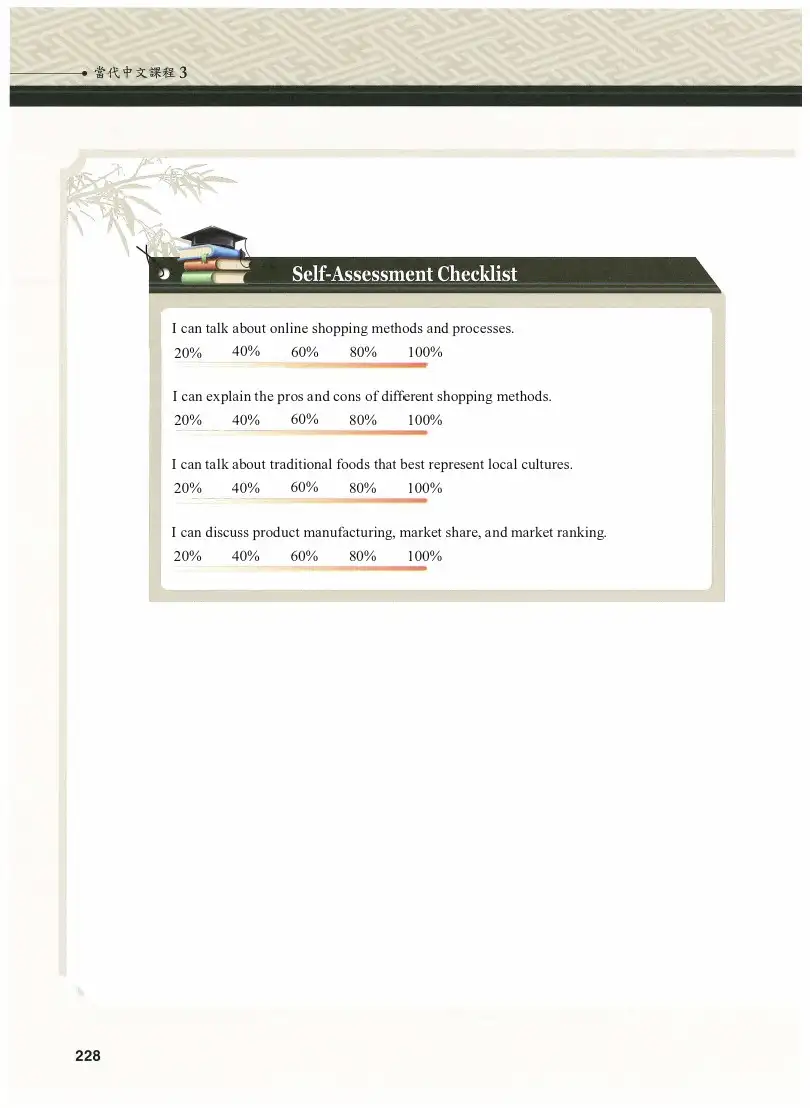 當代中文課程 3
Self-Assessment Checklist
I can talk about online shopping methods and processes.
20% 40% 60% 80% 100%
I can explain the pros and cons of different shopping methods.
20% 40% 60% 80% 100%
I can talk about traditional foods that best represent local cultures.
20% 40% 60% 80% 100%
I can discuss product manufacturing, market share, and market ranking.
20% 40% 60% 80% 100%
228